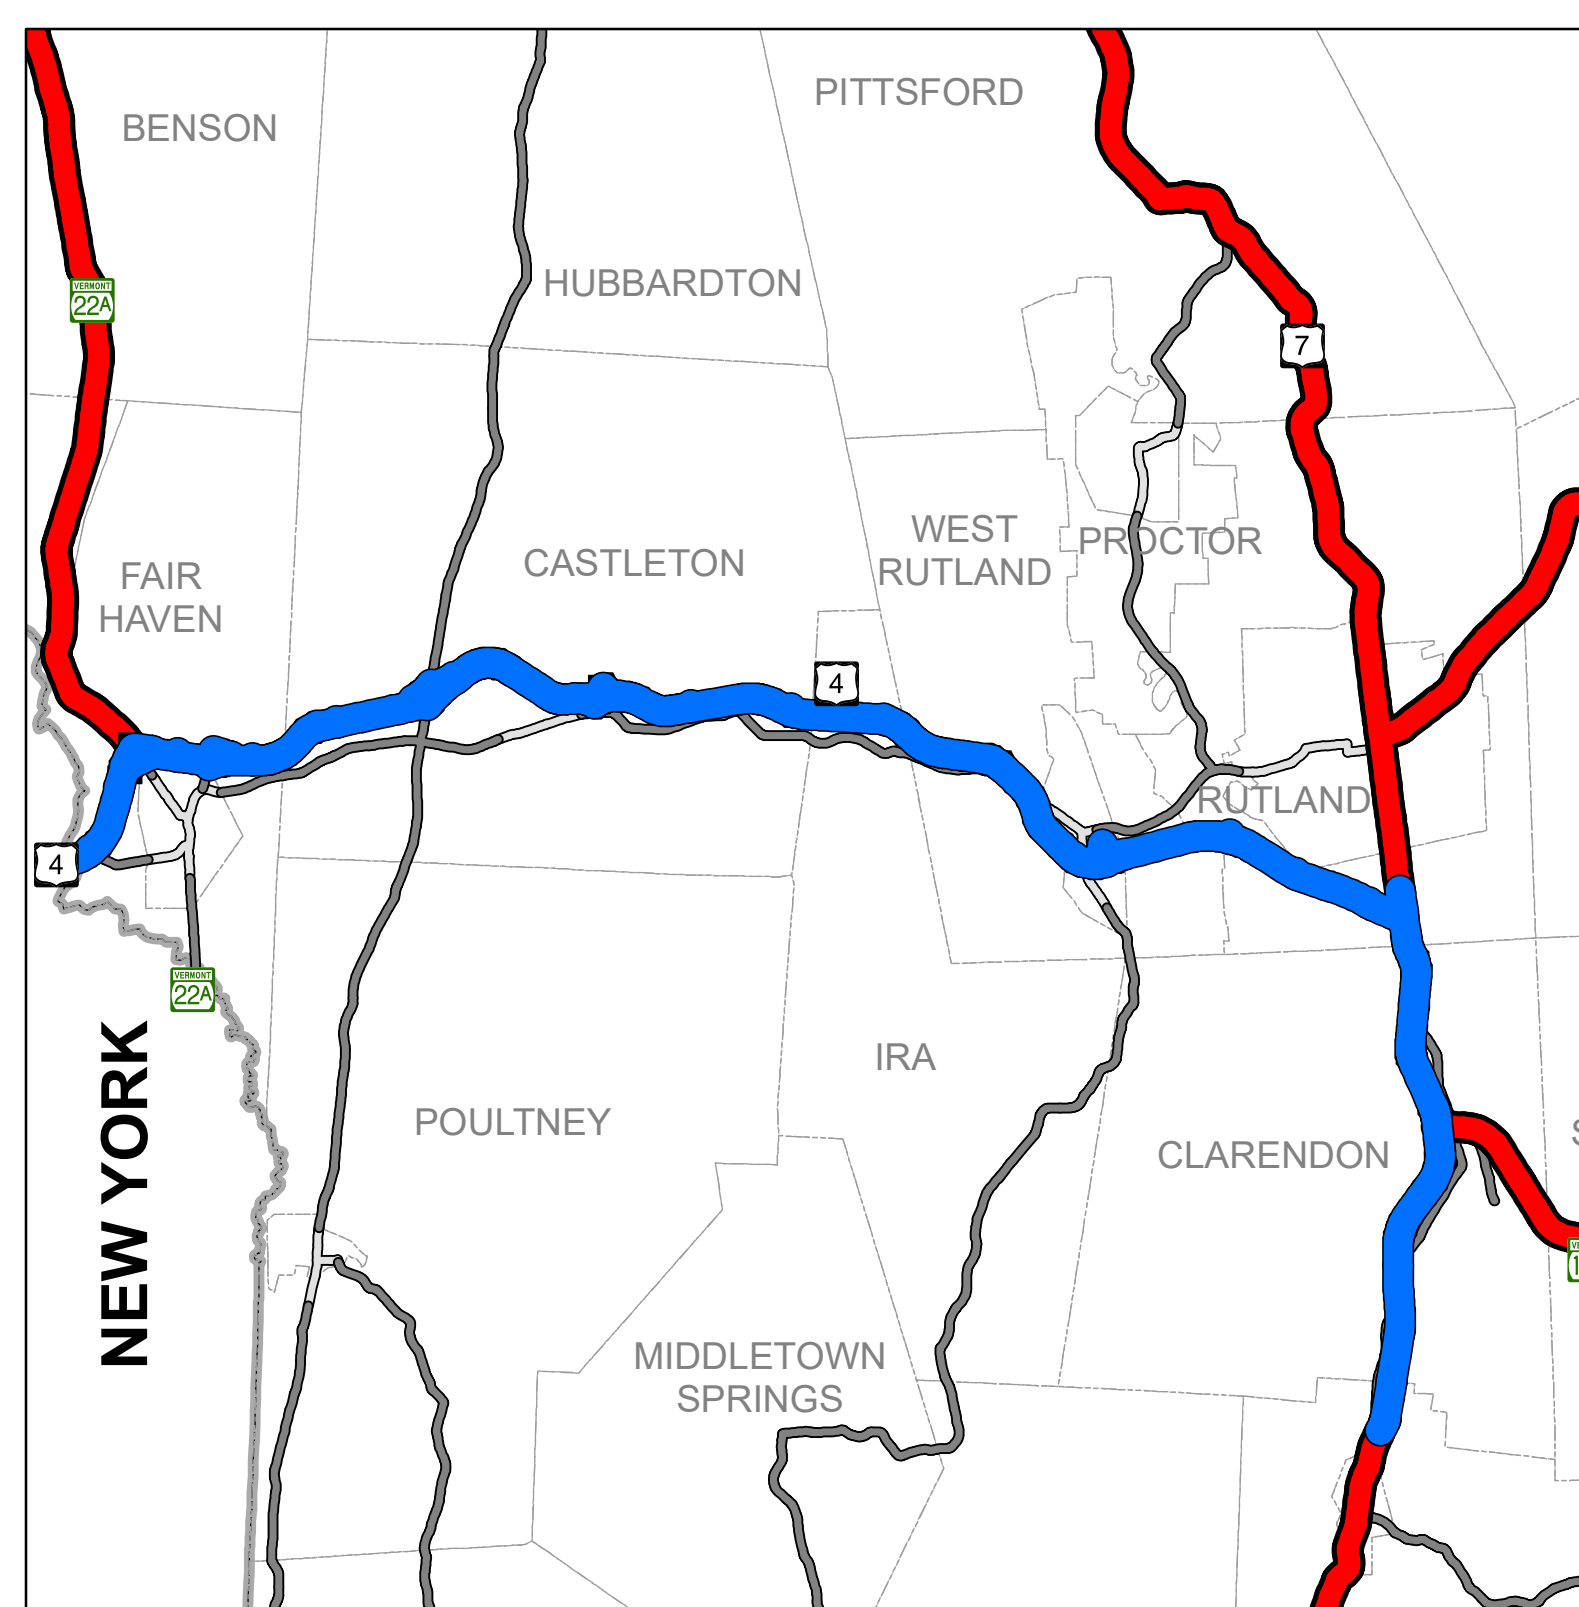 PITTSFORD
BENSON
HUBBARDTON
VERMONT
22A
7
WEST
RUTLAND
PROCTOR
CASTLETON
FAIR
HAVEN
4
RUTLAND
4
VERMONT
22A
NEW YORK
IRA
POULTNEY
CLARENDON
MIDDLETOWN
SPRINGS